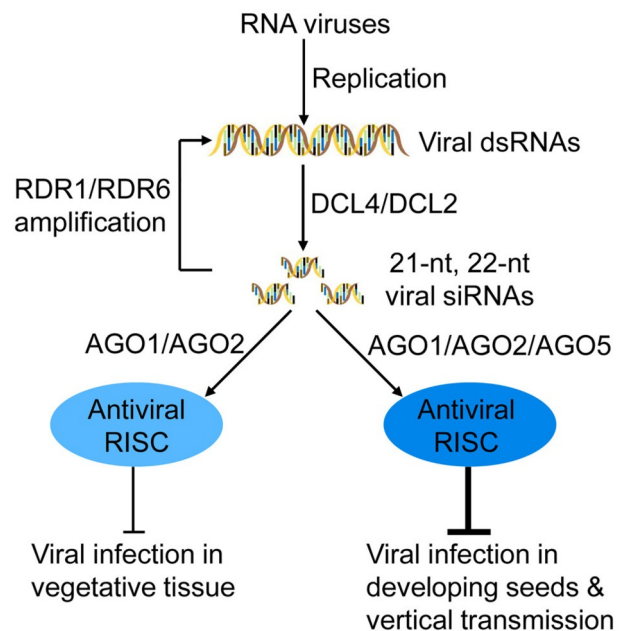 RNA viruses
Replication
Viral dsRNAs
RDR1/RDR6
amplification
DCL4/DCL2
21-nt, 22-nt
viral siRNAs
AGO1/AGO2
AGO1/AGO2/AGO5
Antiviral
RISC
Antiviral
RISC
Viral infection in
vegetative tissue
Viral infection in
developing seeds &
vertical transmission